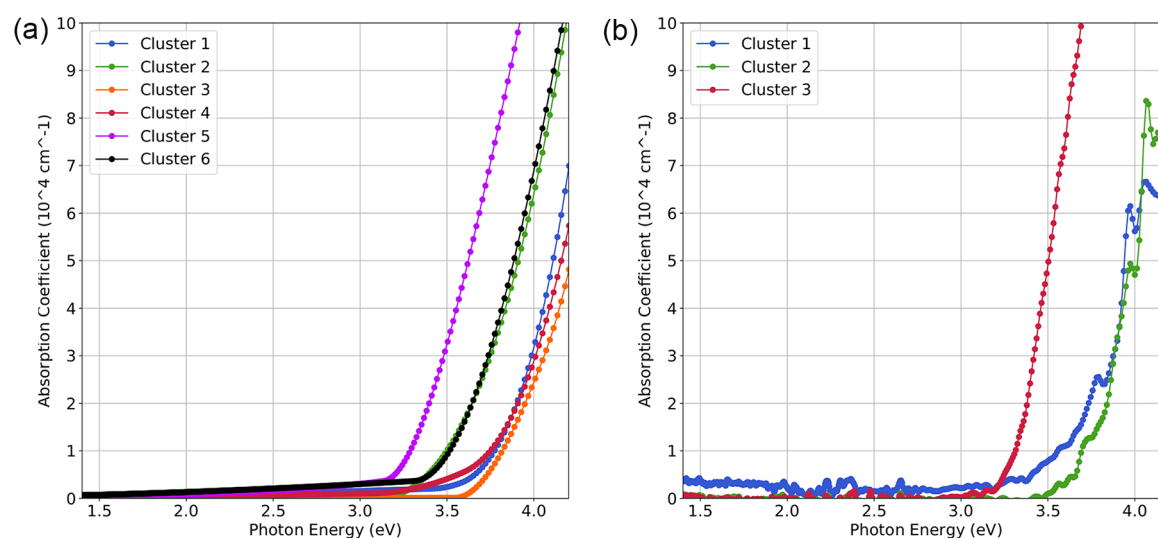 (a)
Absorption Coefficient (10^4 cm^-1)
10
9
8
7
6
5
4
3
2
1
0
Cluster 1
Cluster 2
Cluster 3
Cluster 4
Cluster 5
Cluster 6
1.5 2.0 2.5 3.0 3.5 4.0
Photon Energy (eV)
(b)
Absorption Coefficient (10^4 cm^-1)
10
9
8
7
6
5
4
3
2
1
0
Cluster 1
Cluster 2
Cluster 3
1.5 2.0 2.5 3.0 3.5 4.0
Photon Energy (eV)